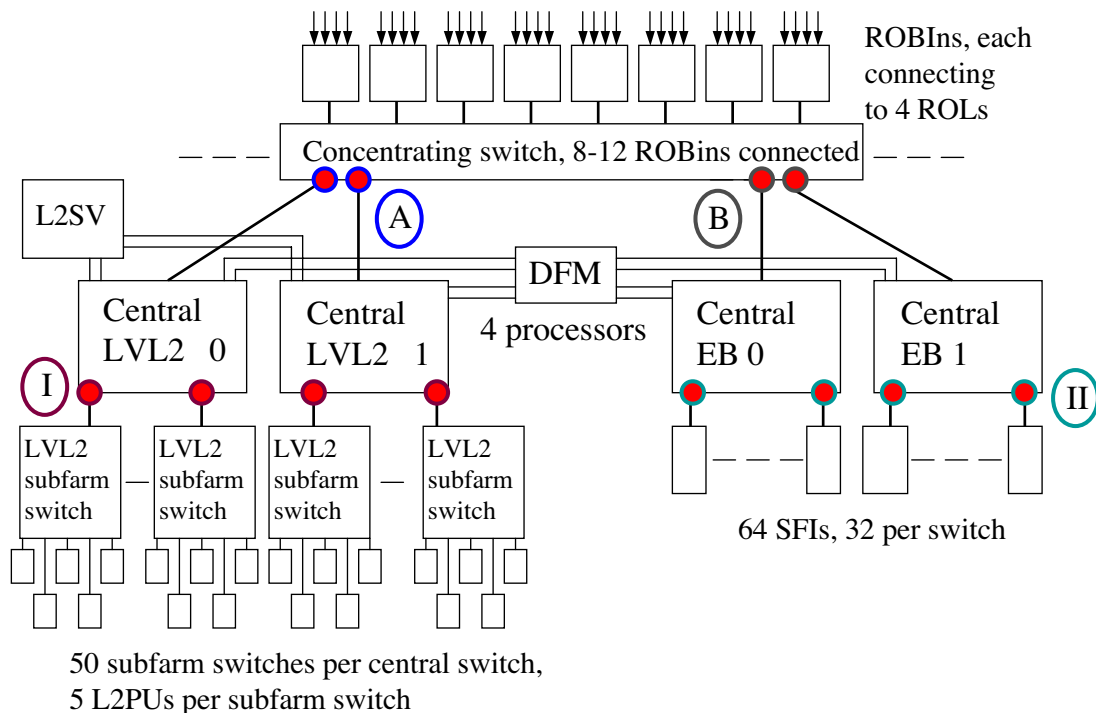 ROBIns, each
connecting
to 4 ROLs
Concentrating switch, 8-12 ROBins connected
L2SV
A
B
DFM
4 processors
Central
LVL2 0
Central
LVL2 1
Central
EB 0
Central
EB 1
I
II
LVL2
subfarm
switch
LVL2
subfarm
switch
LVL2
subfarm
switch
LVL2
subfarm
switch
64 SFIs, 32 per switch
50 subfarm switches per central switch,
5 L2PUs per subfarm switch